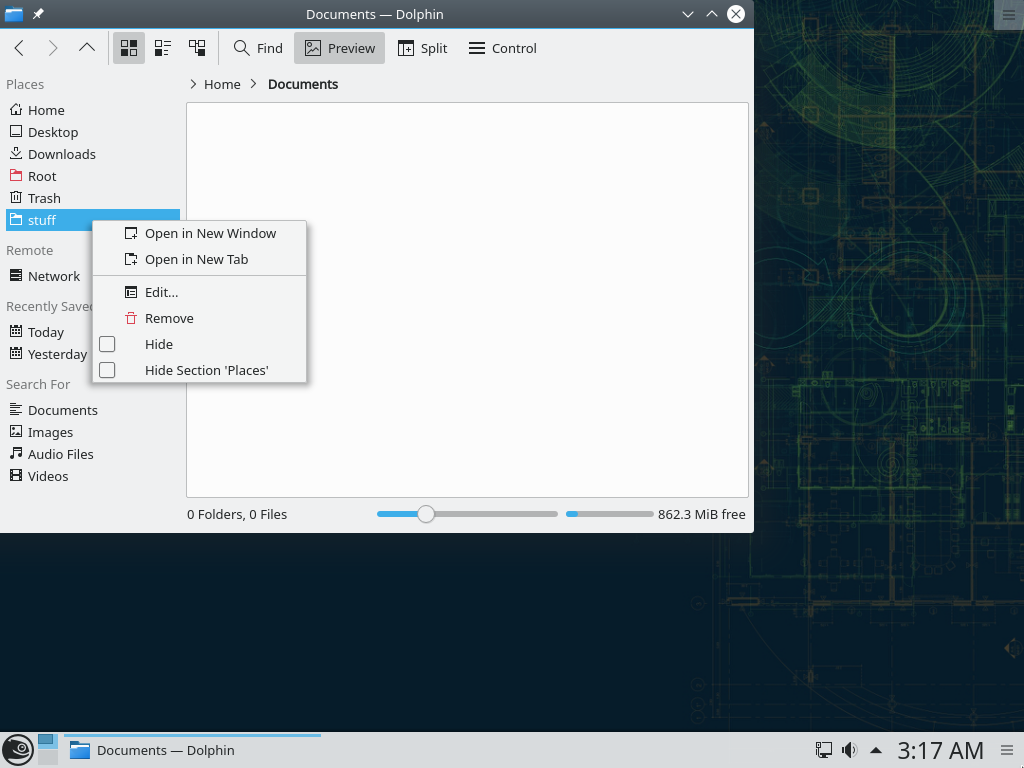 Documents — Dolphin
Find Preview Split Control
Places
Home Documents
Home
Desktop
Downloads
Root
Trash
stuff
Open in New Window
Open in New Tab
Edit...
Remove
Hide
Hide Section 'Places'
Remote
Network
Recently Saved
Today
Yesterday
Search For
Documents
Images
Audio Files
Videos
0 Folders, 0 Files
862.3 MiB free
Documents — Dolphin
3:17 AM